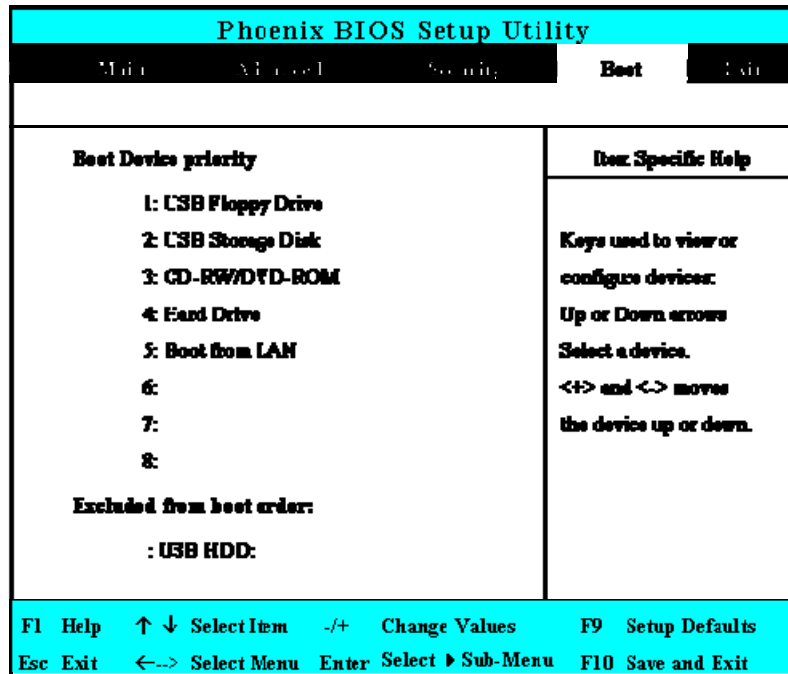 Phoenix BIOS Setup Utility
Main Advanced Security Boot Exit
Boot Device priority
1: USB Floppy Drive
2: USB Storage Disk
3: CD-RW/DVD-ROM
4: Hard Drive
5: Boot from LAN
6:
7:
8:
Excluded from boot order:
: USB HDD:
Item Specific Help
Keys used to view or
configure devices:
Up or Down arrows
Select a device.
<+> and <-> moves
the device up or down.
F1 Help ↑ ↓ Select Item -/+ Change Values F9 Setup Defaults
Esc Exit <--> Select Menu Enter Select ▶ Sub-Menu F10 Save and Exit